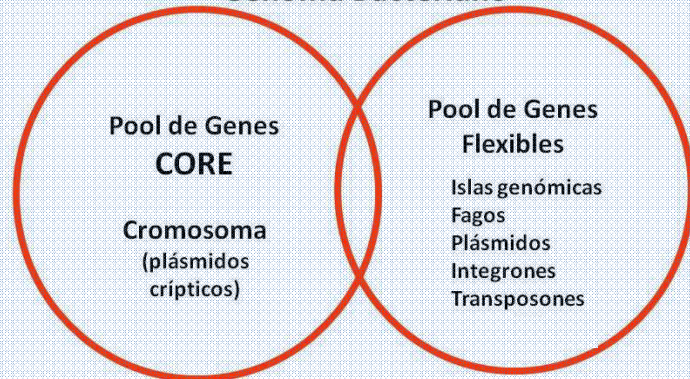 Pool de Genes
CORE
Cromosoma
(plásmidos
crípticos)
Pool de Genes
Flexibles
Islas genómicas
Fagos
Plásmidos
Integrones
Transposones